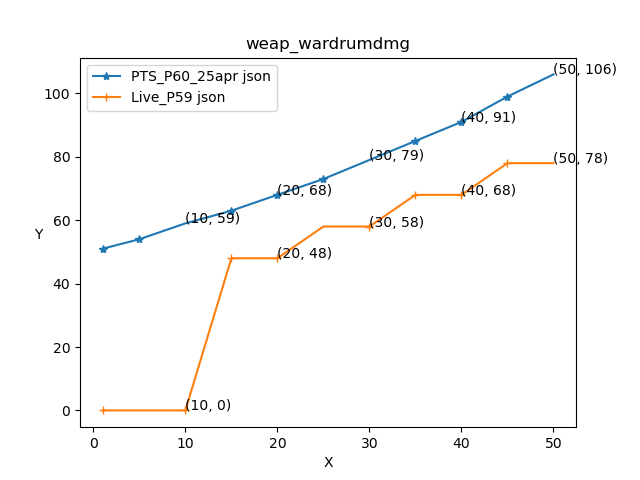 weap_wardrumdmg
PTS_P60_25apr json
Live_P59 json
(50, 106)
(40, 91)
(30, 79)
(20, 68)
(10, 59)
(50, 78)
(40, 68)
(30, 58)
(20, 48)
(10, 0)
Y
100
80
60
40
20
0
0 10 20 30 40 50
X